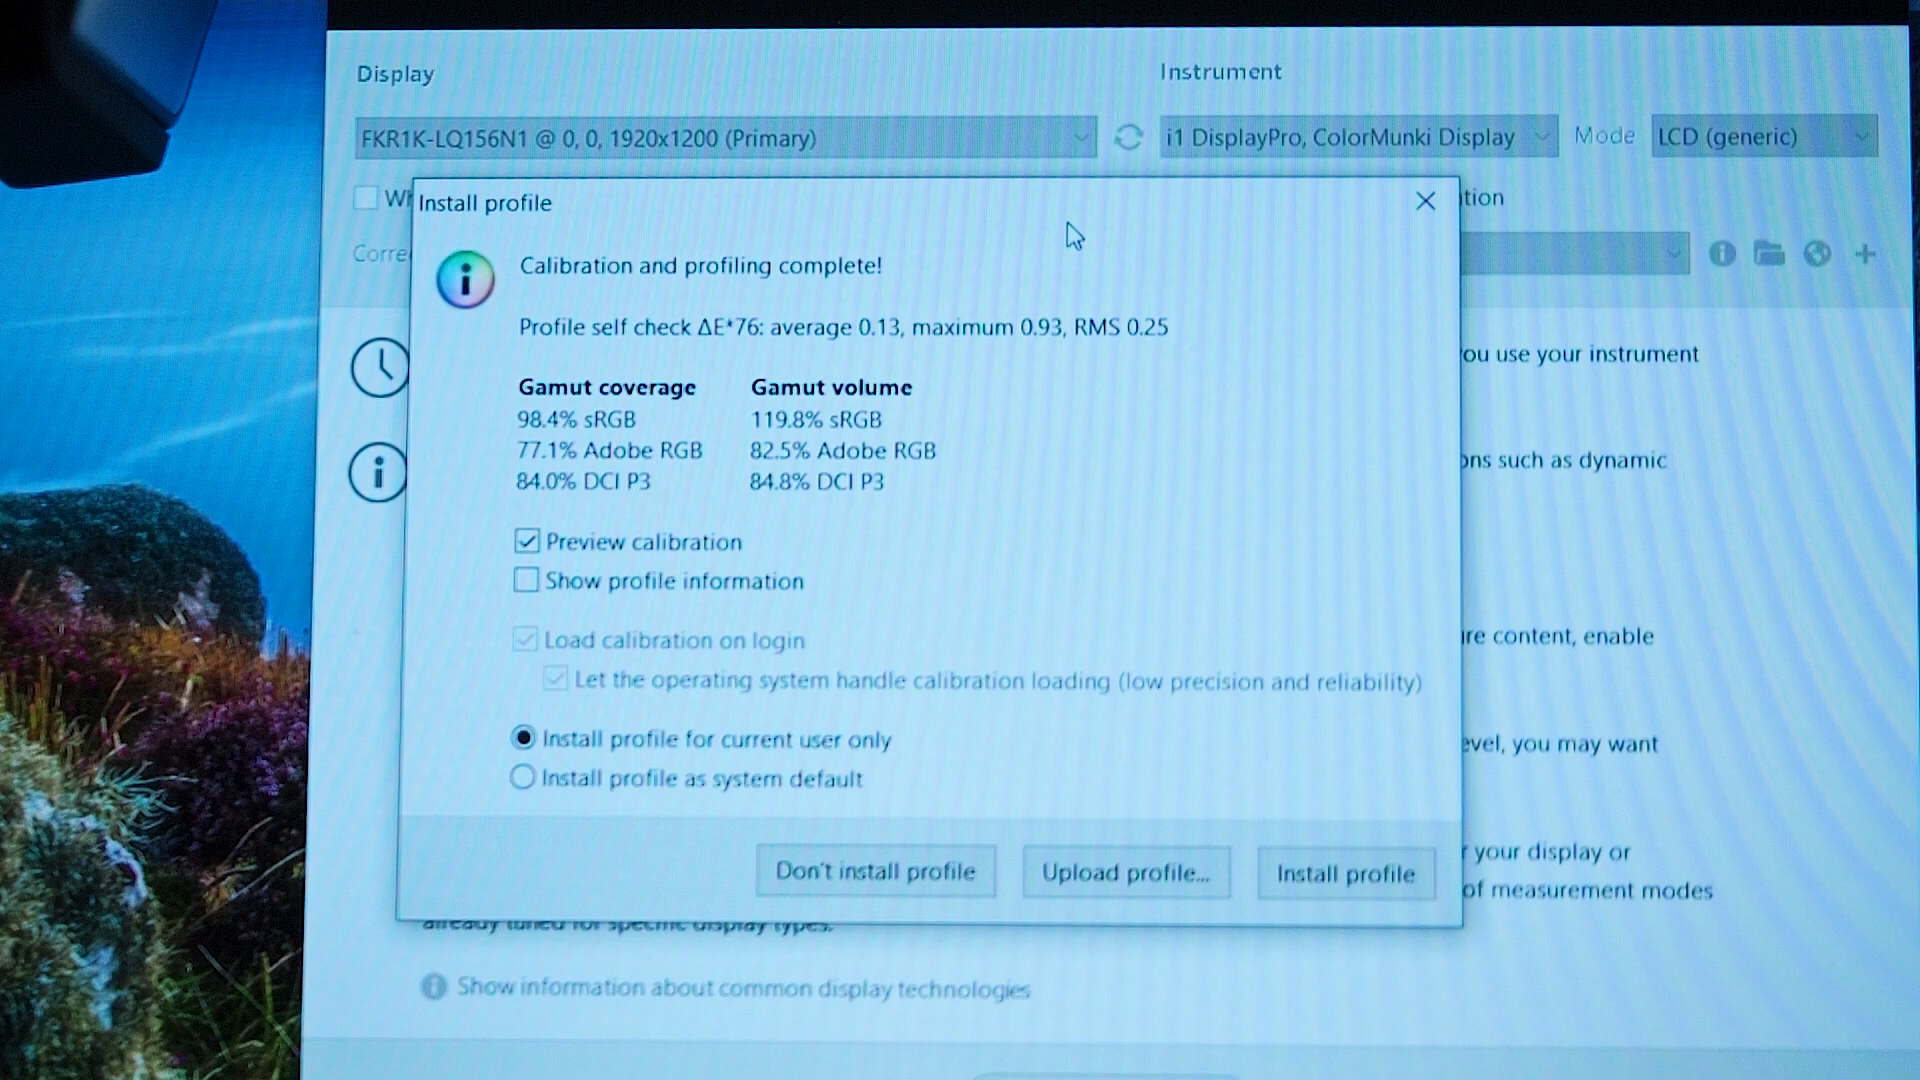 Display
Instrument
FKR1K-LQ156N1 @ 0, 0, 1920x1200 (Primary)
i1 DisplayPro, ColorMunki Display
Mode
LCD (generic)
Install profile
tion
Calibration and profiling complete!
Profile self check ΔE*76: average 0.13, maximum 0.93, RMS 0.25
ou use your instrument
Gamut coverage Gamut volume
98.4% sRGB 119.8% sRGB
77.1% Adobe RGB 82.5% Adobe RGB
84.0% DCI P3 84.8% DCI P3
ons such as dynamic
Preview calibration
Show profile information
Load calibration on login
re content, enable
Let the operating system handle calibration loading (low precision and reliability)
Install profile for current user only
evel, you may want
Install profile as system default
Don't install profile
Upload profile...
Install profile
your display or
of measurement modes
already tuned for specific display types.
Show information about common display technologies